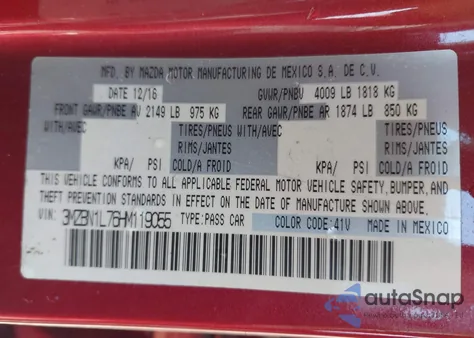 MFD. BY MAZDA MOTOR MANUFACTURING DE MEXICO S.A. DE C.V.
DATE 12/16 GVWR/PNBV 4009 LB 1818 KG
FRONT GAWR/PNBE AV 2149 LB 975 KG REAR GAWR/PNBE AR 1874 LB 850 KG
WITH/AVEC TIRES/PNEUS WITH/AVEC TIRES/PNEUS
RIMS/JANTES RIMS/JANTES
KPA/ PSI COLD/A FROID KPA/ PSI COLD/A FROID
THIS VEHICLE CONFORMS TO ALL APPLICABLE FEDERAL MOTOR VEHICLE SAFETY, BUMPER, AND
THEFT PREVENTION STANDARDS IN EFFECT ON THE DATE OF MANUFACTURE SHOWN ABOVE.
VIN: 3MZBN1L76HM119055 TYPE:PASS CAR COLOR CODE:41V MADE IN MEXICO
autoSnap